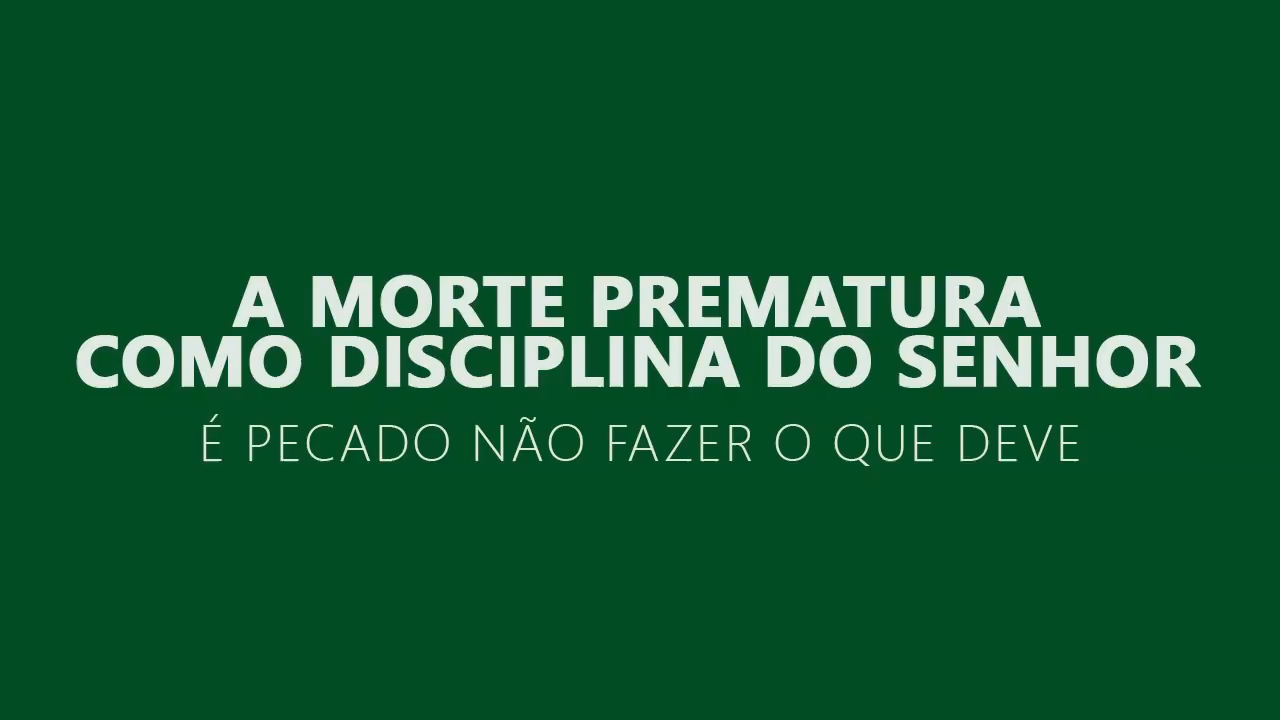 A MORTE PREMATURA
COMO DISCIPLINA DO SENHOR
É PECADO NÃO FAZER O QUE DEVE